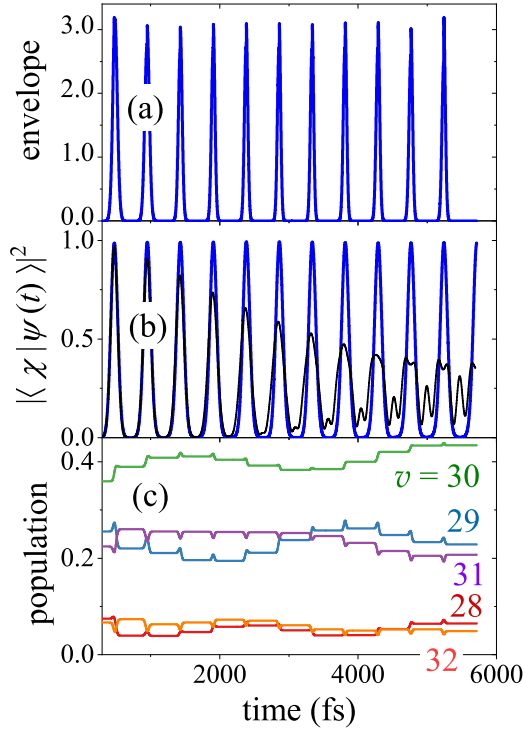 envelope
3.0
2.0
1.0
0.0
(a)
|⟨ χ | ψ (t) ⟩|²
1.0
0.5
0.0
(b)
population
0.4
0.2
0.0
(c)
v = 30
29
31
28
32
2000
4000
6000
time (fs)